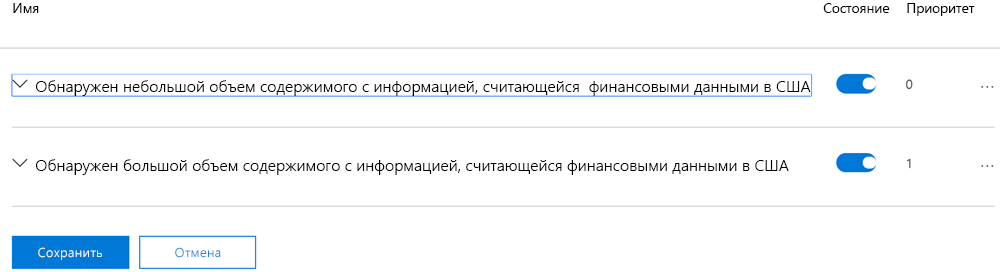 Имя Состояние Приоритет
Обнаружен небольшой объем содержимого с информацией, считающейся  финансовыми данными в США 0 ...
Обнаружен большой объем содержимого с информацией, считающейся финансовыми данными в США 1 ...
Сохранить Отмена